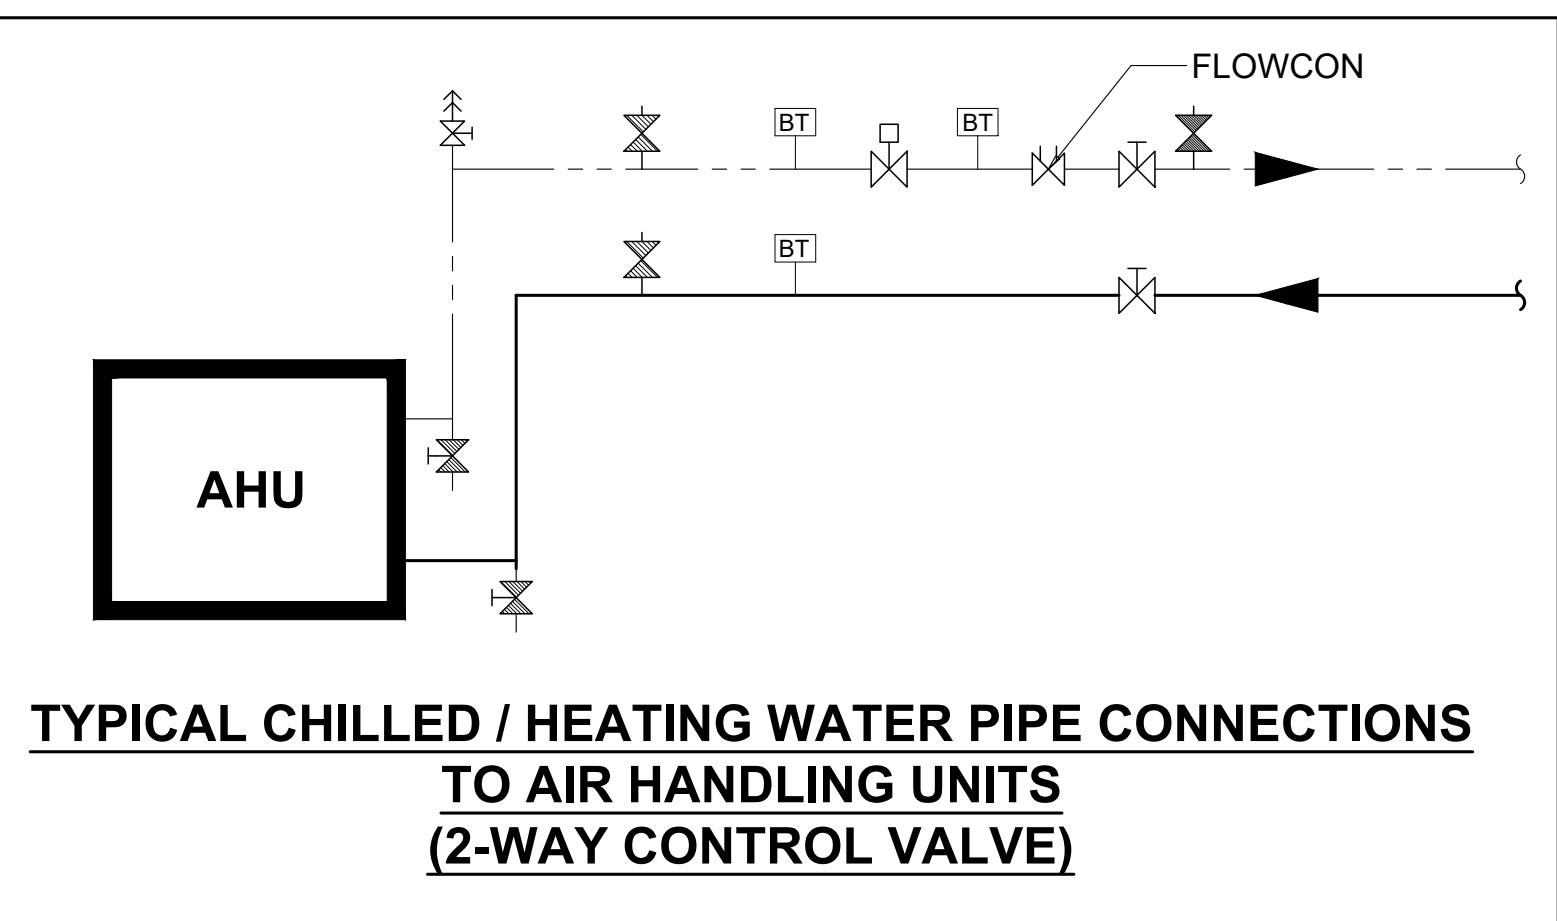 FLOWCON
BT
BT
BT
AHU
TYPICAL CHILLED / HEATING WATER PIPE CONNECTIONS
TO AIR HANDLING UNITS
(2-WAY CONTROL VALVE)